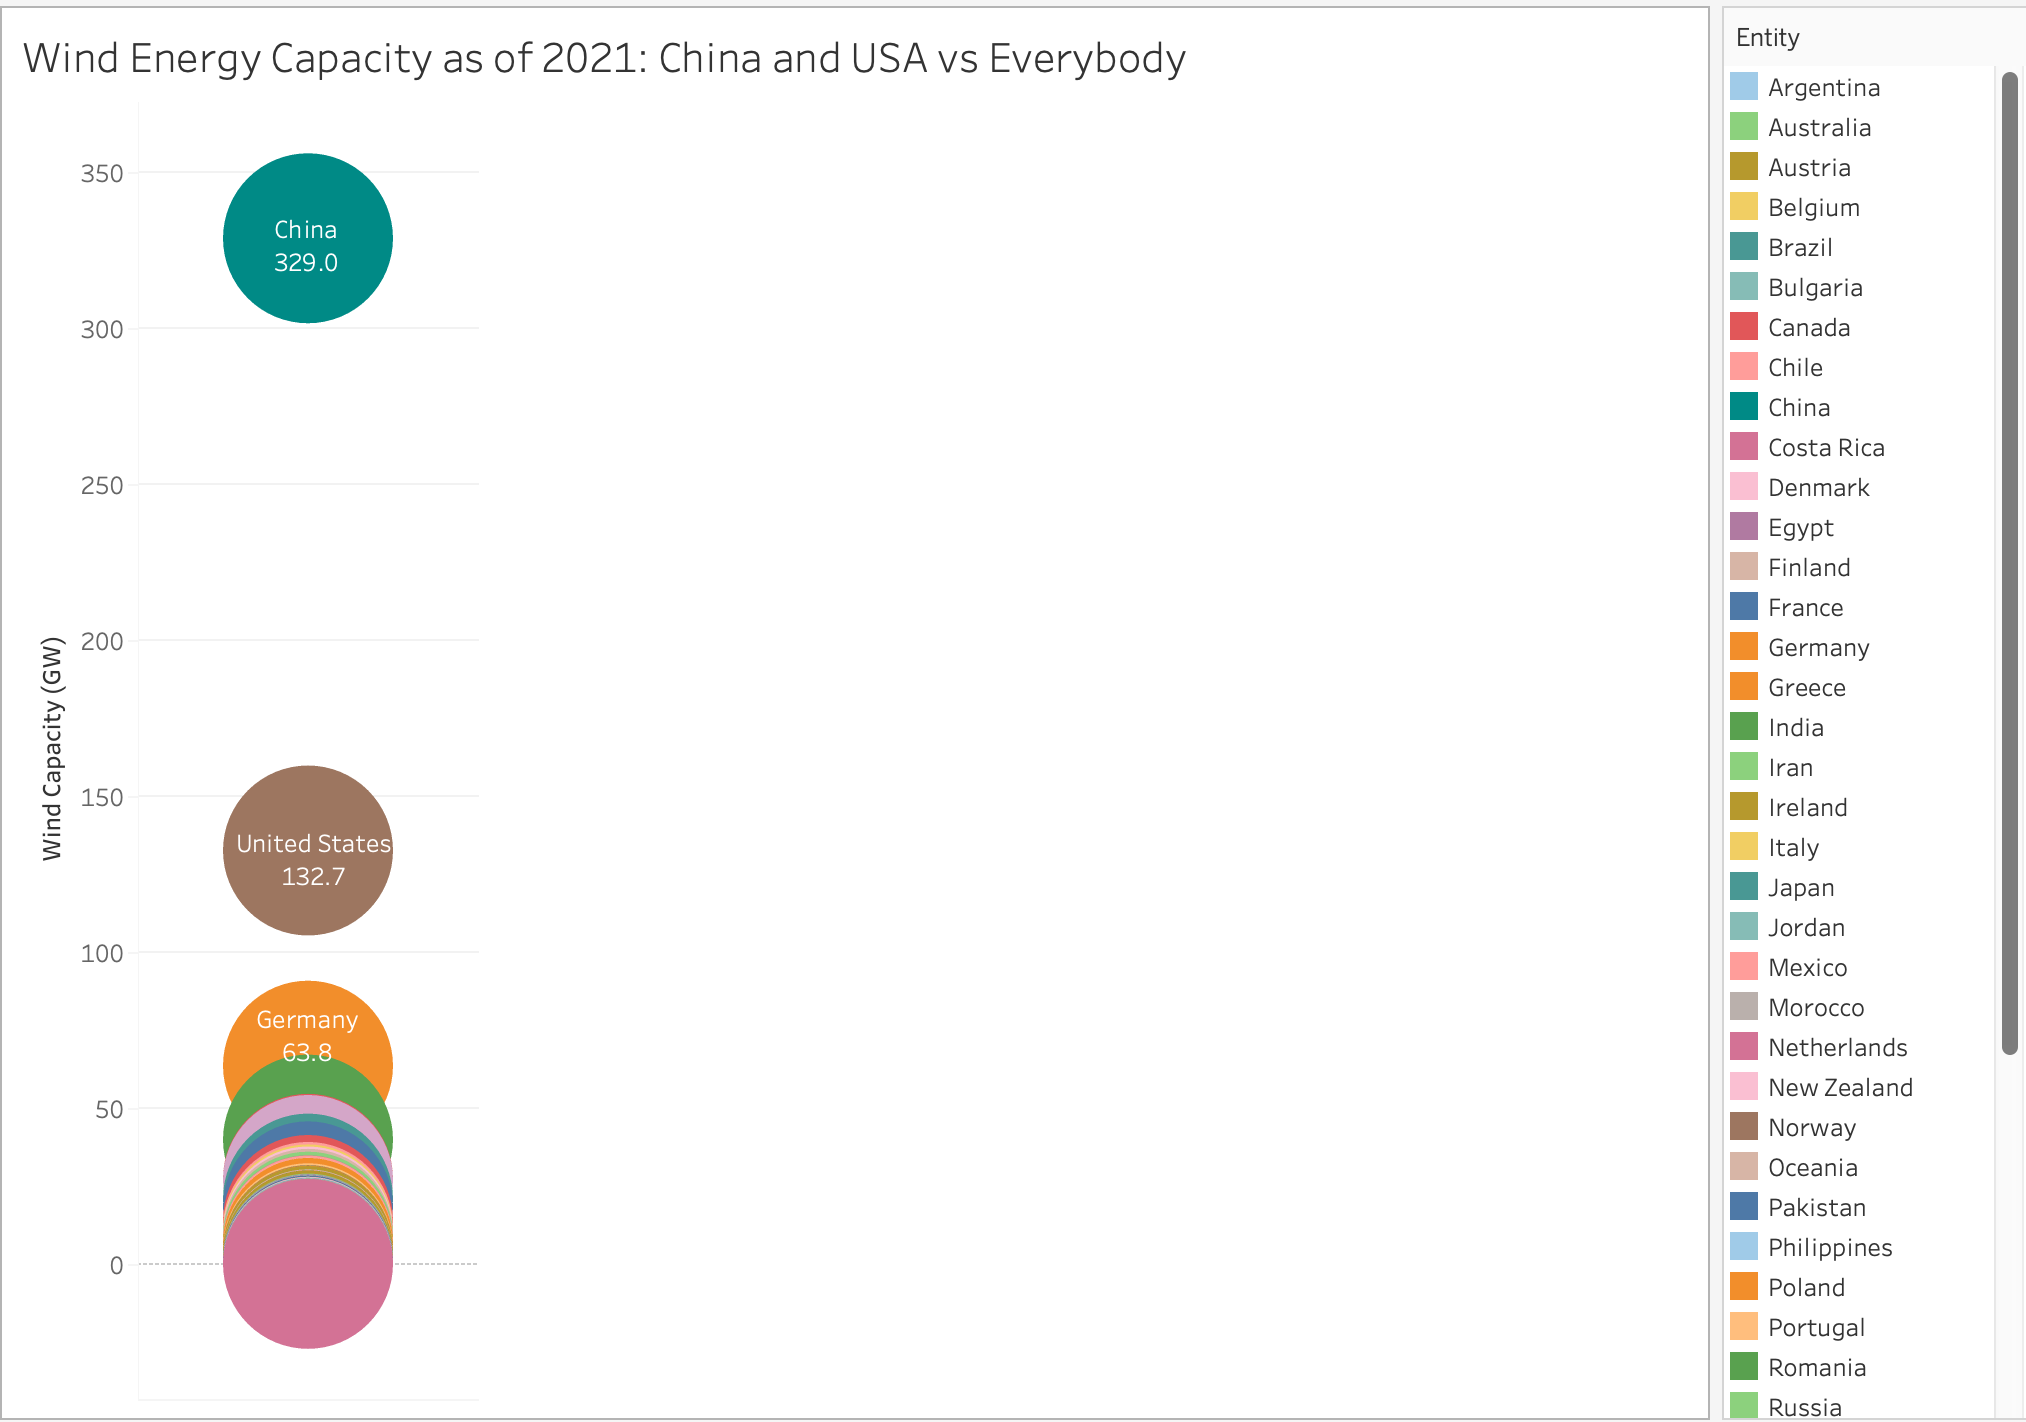 Wind Energy Capacity as of 2021: China and USA vs Everybody
Wind Capacity (GW)
350
300
250
200
150
100
50
0
China
329.0
United States
132.7
Germany
63.8
Entity
Argentina
Australia
Austria
Belgium
Brazil
Bulgaria
Canada
Chile
China
Costa Rica
Denmark
Egypt
Finland
France
Germany
Greece
India
Iran
Ireland
Italy
Japan
Jordan
Mexico
Morocco
Netherlands
New Zealand
Norway
Oceania
Pakistan
Philippines
Poland
Portugal
Romania
Russia